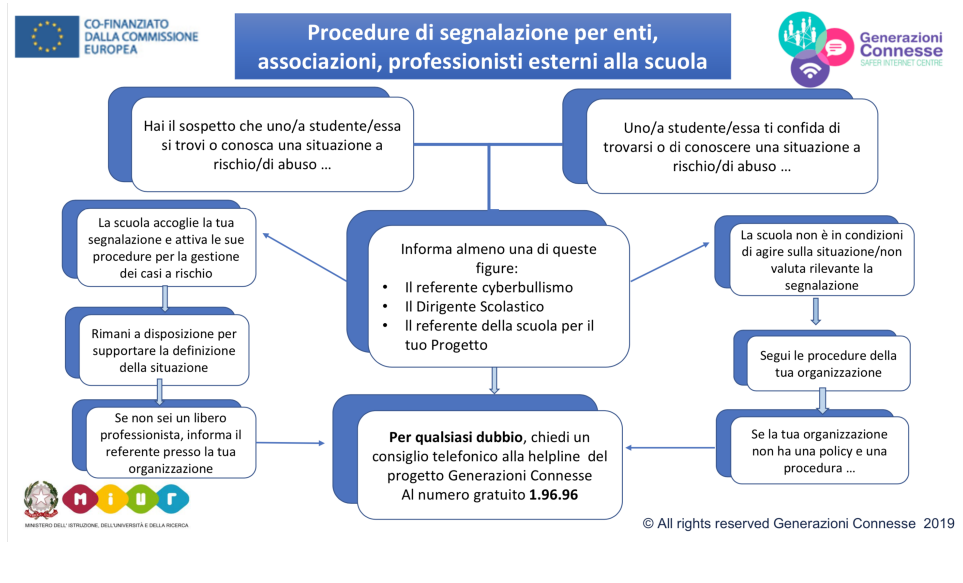 CO-FINANZIATO
DALLA COMMISSIONE
EUROPEA
Procedure di segnalazione per enti,
associazioni, professionisti esterni alla scuola
Generazioni
Connesse
SAFER INTERNET CENTRE
Hai il sospetto che uno/a studente/essa
si trovi o conosca una situazione a
rischio/di abuso ...
Uno/a studente/essa ti confida di
trovarsi o di conoscere una situazione a
rischio/di abuso ...
La scuola accoglie la tua
segnalazione e attiva le sue
procedure per la gestione
dei casi a rischio
Informa almeno una di queste
figure:
• Il referente cyberbullismo
• Il Dirigente Scolastico
• ll referente della scuola per il
tuo Progetto
La scuola non è in condizioni
di agire sulla situazione/non
valuta rilevante la
segnalazione
Rimani a disposizione per
supportare la definizione
della situazione
Segui le procedure della
tua organizzazione
Se non sei un libero
professionista, informa il
referente presso la tua
organizzazione
Per qualsiasi dubbio, chiedi un
consiglio telefonico alla helpline del
progetto Generazioni Connesse
Al numero gratuito 1.96.96
Se la tua organizzazione
non ha una policy e una
procedura ...
miur
MINISTERO DELL' ISTRUZIONE, DELL'UNIVERSITÀ E DELLA RICERCA
© All rights reserved Generazioni Connesse 2019